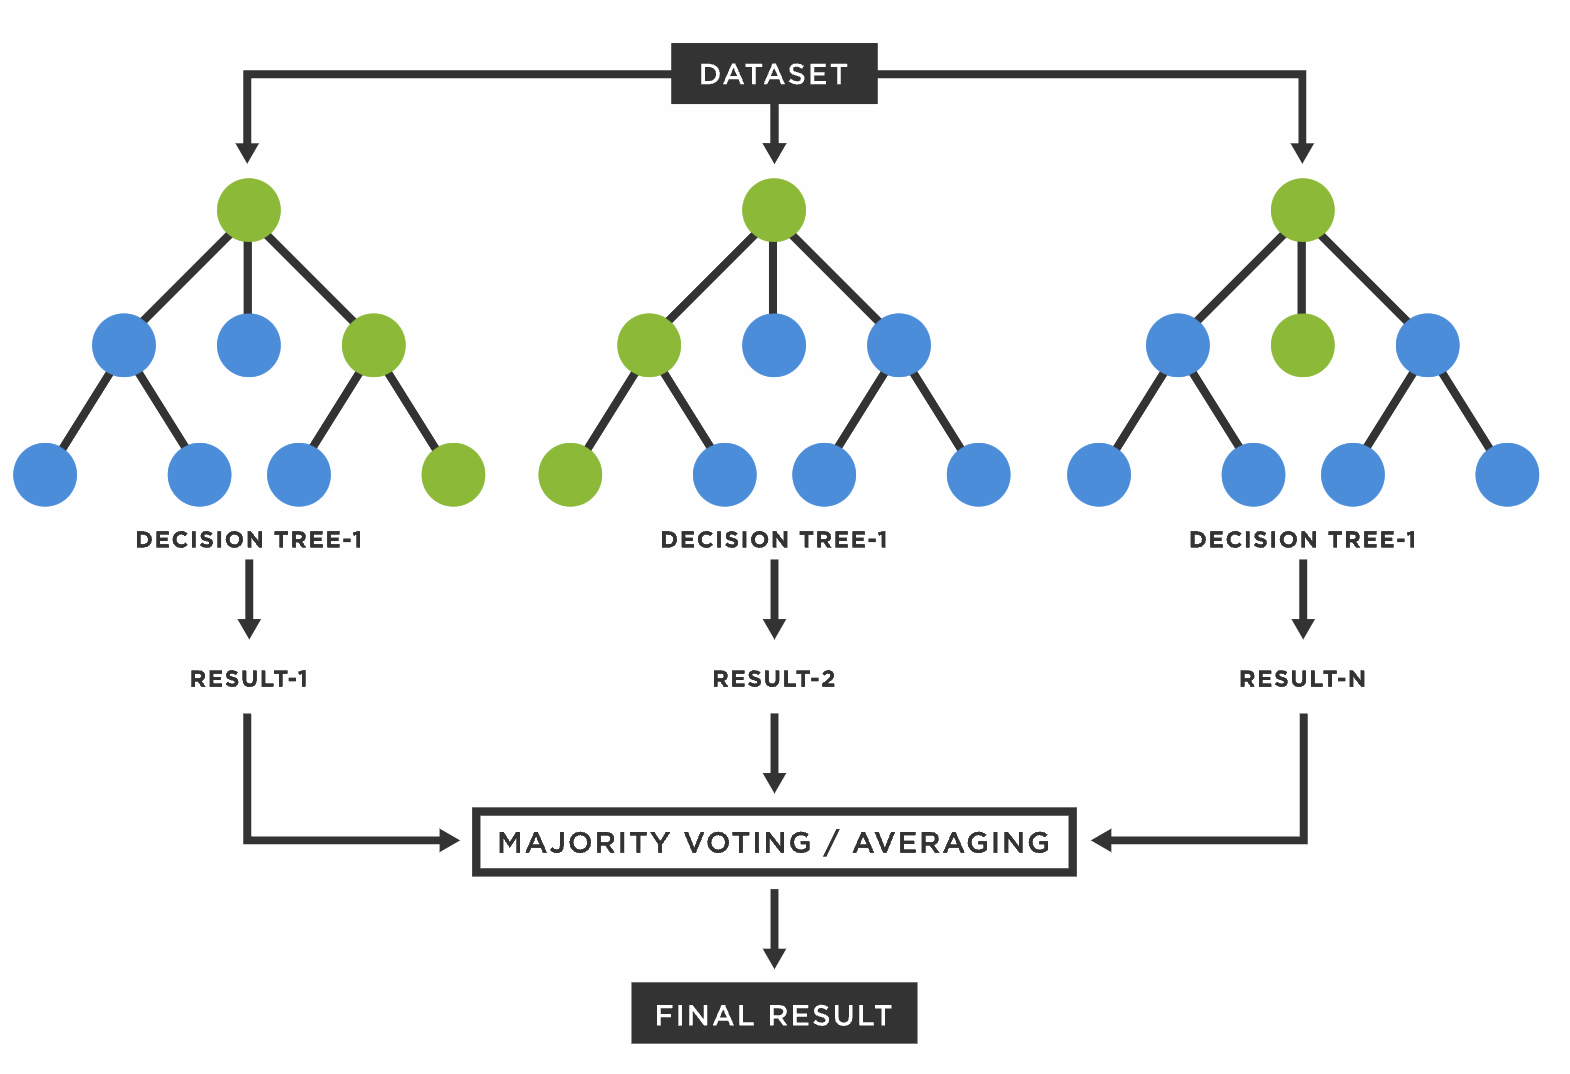 DATASET
DECISION TREE-1
DECISION TREE-1
DECISION TREE-1
RESULT-1
RESULT-2
RESULT-N
MAJORITY VOTING / AVERAGING
FINAL RESULT